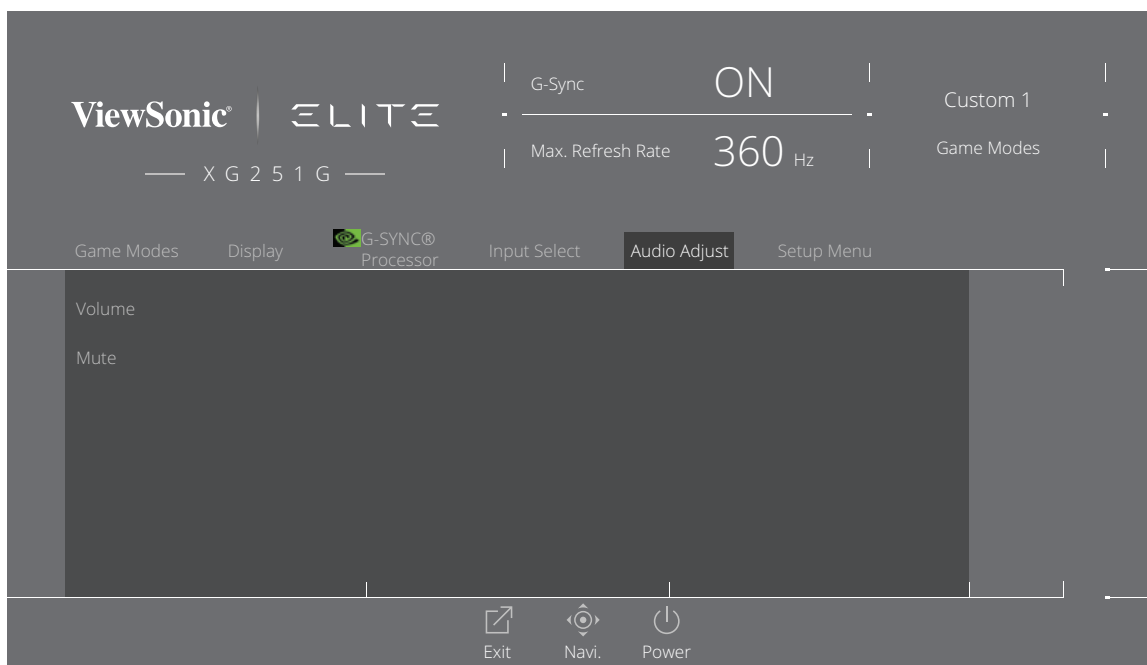 ViewSonic® ELITE
XG251G
G-Sync ON
Max. Refresh Rate 360 Hz
Custom 1
Game Modes
Game Modes
Display
G-SYNC®
Processor
Input Select
Audio Adjust
Setup Menu
Volume
Mute
Exit
Navi.
Power